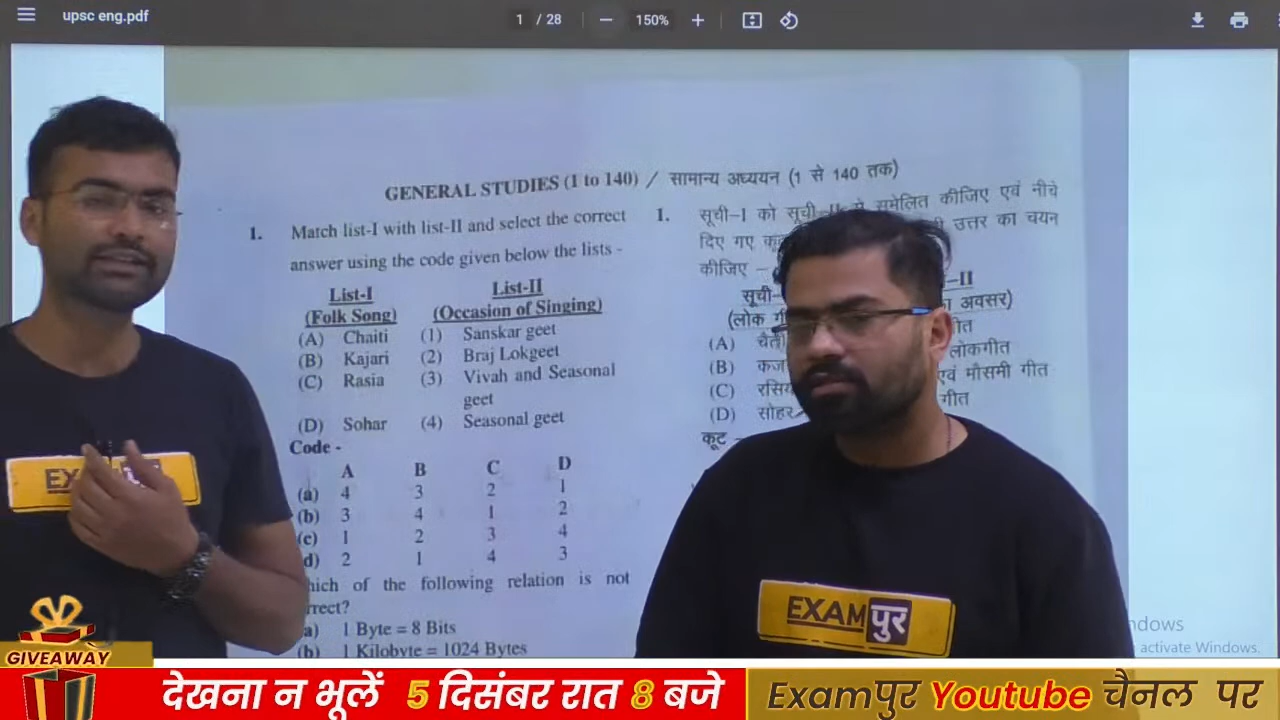 upsc eng.pdf
1 / 28
150%
GENERAL STUDIES (1 to 140) / सामान्य अध्ययन (1 से 140 तक)
1. Match list-I with list-II and select the correct
answer using the code given below the lists -
List-I List-II
(Folk Song) (Occasion of Singing)
(A) Chaiti (1) Sanskar geet
(B) Kajari (2) Braj Lokgeet
(C) Rasia (3) Vivah and Seasonal
geet
(D) Sohar (4) Seasonal geet
Code -
A B C D
(a) 4 3 2 1
(b) 3 4 1 2
(c) 1 2 3 4
d) 2 1 4 3
of the following relation is not
a) 1 Byte = 8 Bits
(b) 1 Kilobyte = 1024 Bytes
1. सूची-I को सूची-II से सुमेलित कीजिए एवं नीचे
दिए गए उत्तर का चयन
कीजिए -
-II
अवसर)
(A)
(B) लोकगीत
(C) एवं मौसमी गीत
(D) सोहर गीत
कूट -
EXAMपुर
activate Windows.
GIVEAWAY
देखना न भूलें 5 दिसंबर रात 8 बजे
Examपुर Youtube चैनल पर